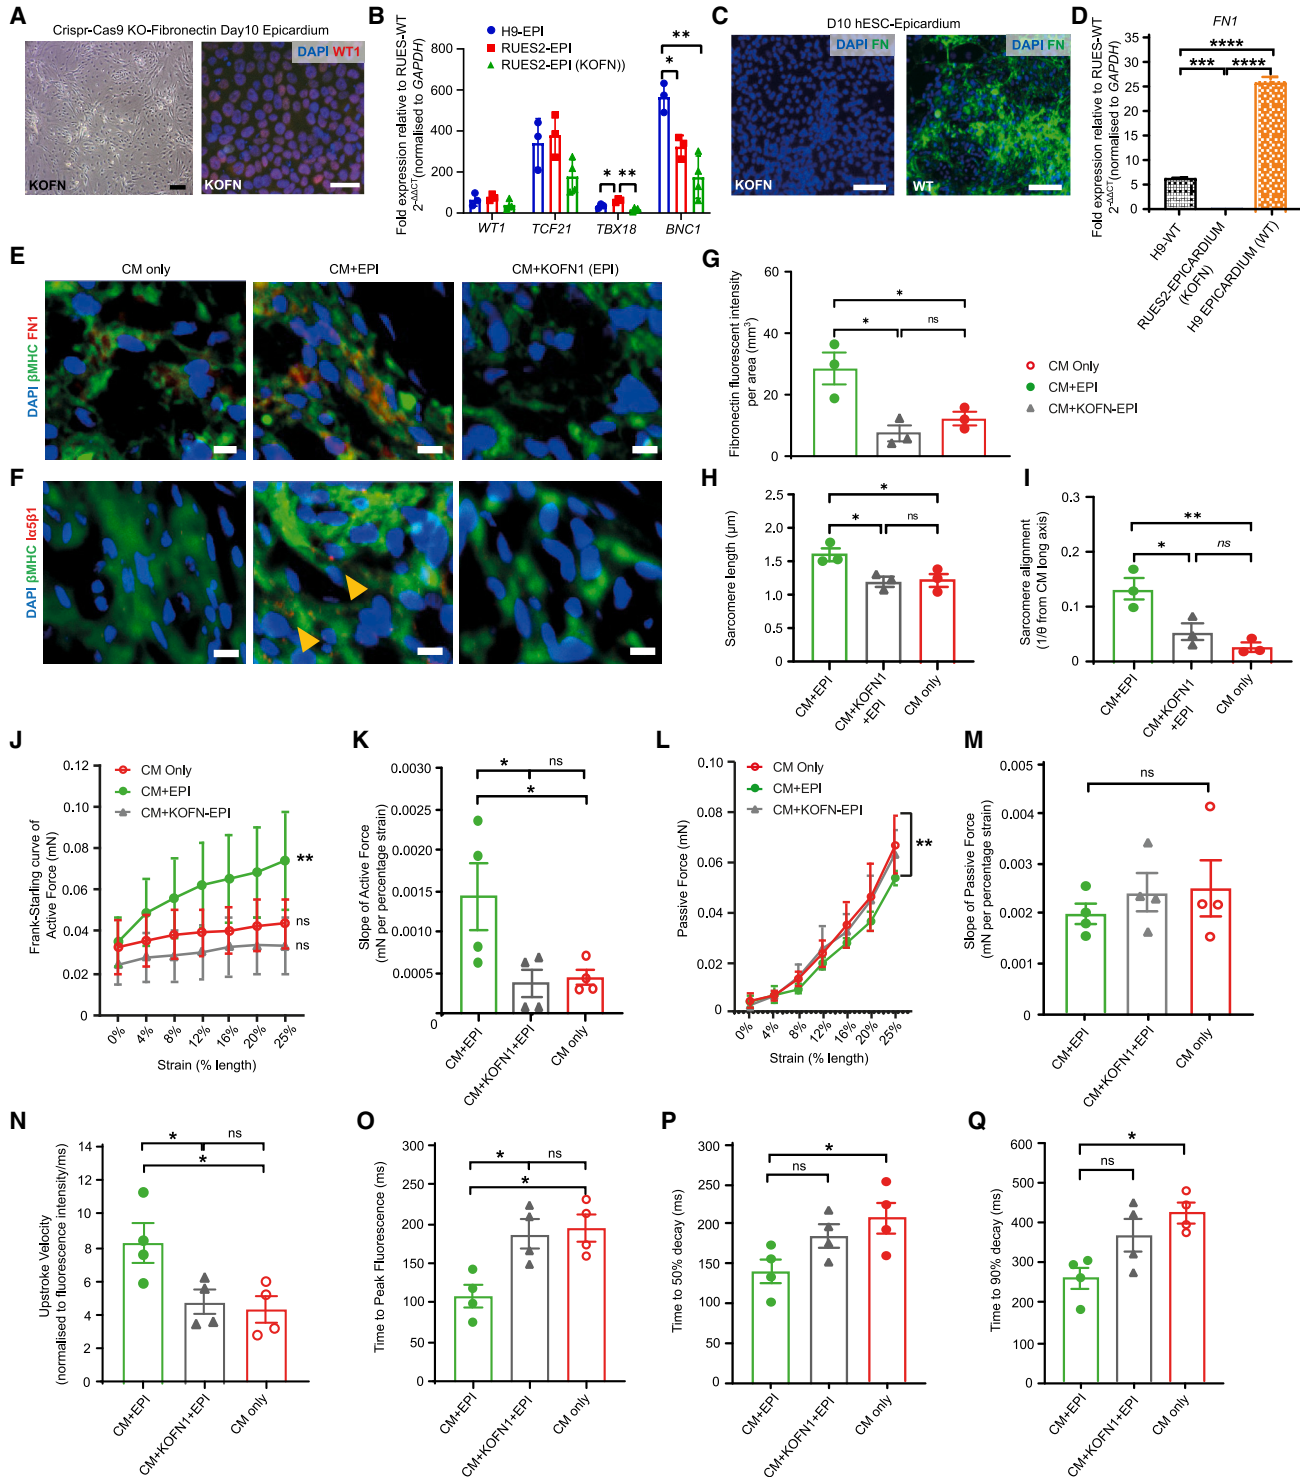 A
Crispr-Cas9 KO-Fibronectin Day10 Epicardium
DAPI WT1
KOFN
KOFN
B
Fold expression relative to RUES-WT
2-ΔΔCT(normalised to GAPDH)
H9-EPI
RUES2-EPI
RUES2-EPI (KOFN))
800
600
400
200
0
* **
* **
WT1 TCF21 TBX18 BNC1
C
D10 hESC-Epicardium
DAPI FN
DAPI FN
KOFN
WT
D
FN1
Fold expression relative to RUES-WT
2-ΔΔCT (normalised to GAPDH)
35
30
25
20
15
10
5
0
****
*** ****
H9-WT
RUES2-EPICARDIUM
(KOFN)
H9 EPICARDIUM (WT)
E
CM only
CM+EPI
CM+KOFN1 (EPI)
DAPI βMHC FN1
F
DAPI βMHC Iα5β1
G
Fibronectin fluorescent intensity
per area (mm3)
60
40
20
0
*
* ns
CM Only
CM+EPI
CM+KOFN-EPI
H
Sarcomere length (μm)
2.5
2.0
1.5
1.0
0.5
0
*
* ns
CM+EPI
CM+KOFN1
+EPI
CM only
I
Sarcomere alignment
(1/θ from CM long axis)
0.3
0.2
0.1
0
**
* ns
CM+EPI
CM+KOFN1
+EPI
CM only
J
Frank-Starling curve of
Active Force (mN)
0.12
0.10
0.08
0.06
0.04
0.02
0
CM Only
CM+EPI
CM+KOFN-EPI
**
ns
ns
0% 4% 8% 12% 16% 20% 25%
Strain (% length)
K
Slope of Active Force
(mN per percentage strain)
0.0030
0.0025
0.0020
0.0015
0.0010
0.0005
0
* ns
*
CM+EPI
CM+KOFN1+EPI
CM only
L
Passive Force (mN)
0.10
0.08
0.06
0.04
0.02
0
CM Only
CM+EPI
CM+KOFN-EPI
**
0% 4% 8% 12% 16% 20% 25%
Strain (% length)
M
Slope of Passive Force
(mN per percentage strain)
0.005
0.004
0.003
0.002
0.001
0
ns
CM+EPI
CM+KOFN1+EPI
CM only
N
Upstroke Velocity
(normalised to fluorescence intensity/ms)
14
12
10
8
6
4
2
0
* ns
*
CM+EPI
CM+KOFN1+EPI
CM only
O
Time to Peak Fluorescence (ms)
300
250
200
150
100
50
0
* ns
*
CM+EPI
CM+KOFN1+EPI
CM only
P
Time to 50% decay (ms)
300
250
200
150
100
50
0
*
ns
CM+EPI
CM+KOFN1+EPI
CM only
Q
Time to 90% decay (ms)
600
500
400
300
200
100
0
*
ns
CM+EPI
CM+KOFN1+EPI
CM only